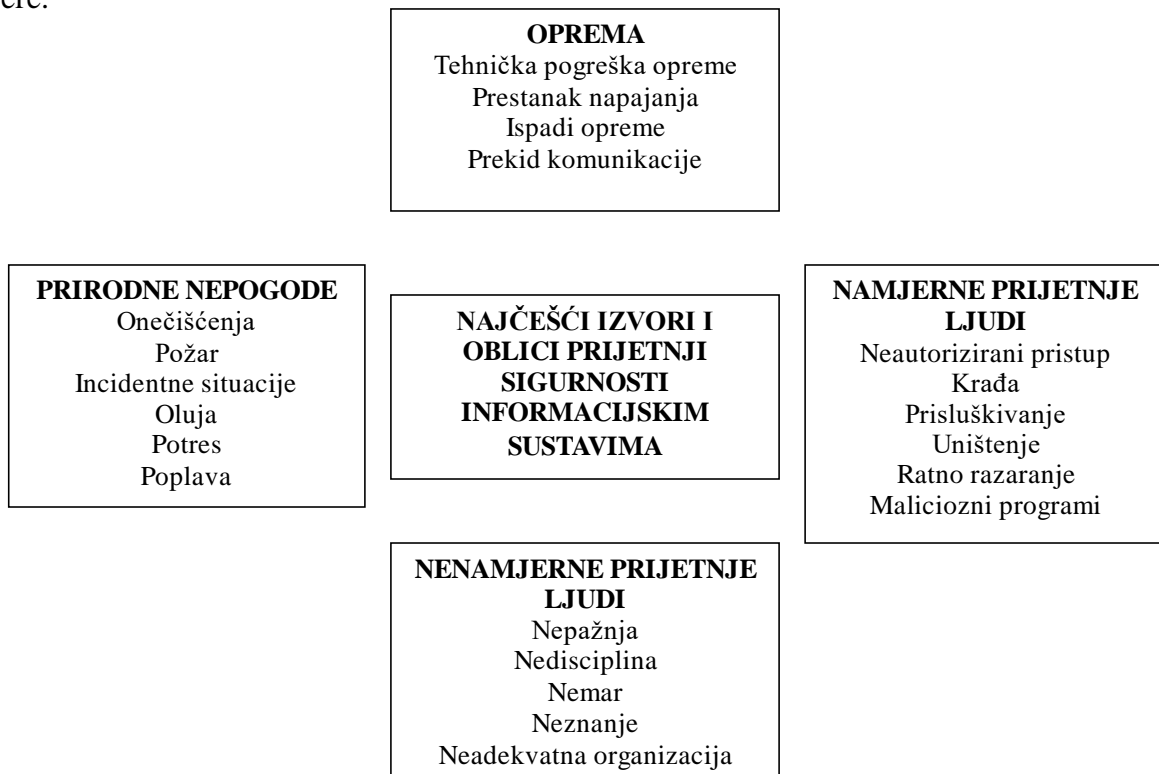 OPREMA
Tehnička pogreška opreme
Prestanak napajanja
Ispadi opreme
Prekid komunikacije
PRIRODNE NEPOGODE
Onečišćenja
Požar
Incidentne situacije
Oluja
Potres
Poplava
NAJČEŠĆI IZVORI I
OBLICI PRIJETNJI
SIGURNOSTI
INFORMACIJSKIM
SUSTAVIMA
NAMJERNE PRIJETNJE
LJUDI
Neautorizirani pristup
Krađa
Prisluškivanje
Uništenje
Ratno razaranje
Maliciozni programi
NENAMJERNE PRIJETNJE
LJUDI
Nepažnja
Nedisciplina
Nemar
Neznanje
Neadekvatna organizacija